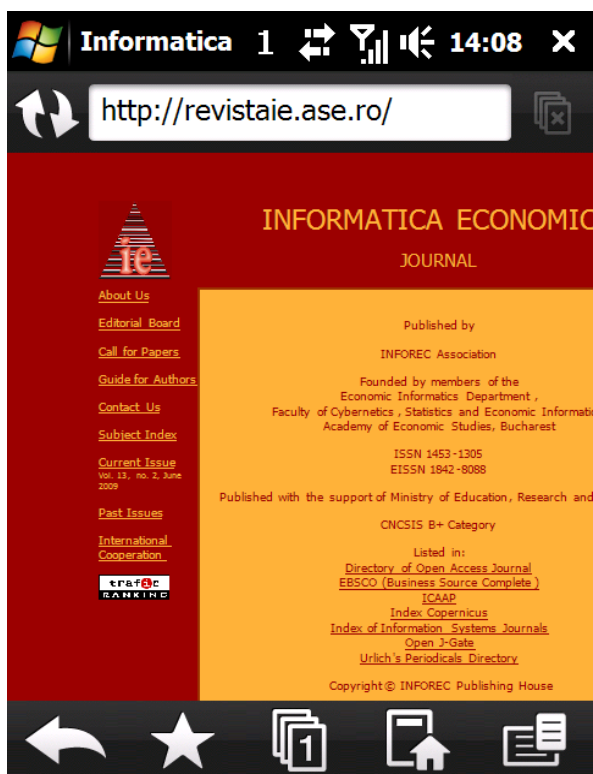 Informatica 1 14:08
http://revistaie.ase.ro/
INFORMATICA ECONOMIC
JOURNAL
ie
About Us
Editorial Board
Call for Papers
Guide for Authors
Contact Us
Subject Index
Current Issue
Vol. 13, no. 2, June
2009
Past Issues
International
Cooperation
trafic
RANKING
Published by
INFOREC Association
Founded by members of the
Economic Informatics Department ,
Faculty of Cybernetics , Statistics and Economic Informatic
Academy of Economic Studies, Bucharest
ISSN 1453-1305
EISSN 1842-8088
Published with the support of Ministry of Education, Research and
CNCSIS B+ Category
Listed in:
Directory of Open Access Journal
EBSCO (Business Source Complete )
ICAAP
Index Copernicus
Index of Information Systems Journals
Open J-Gate
Urlich's Periodicals Directory
Copyright © INFOREC Publishing House
1